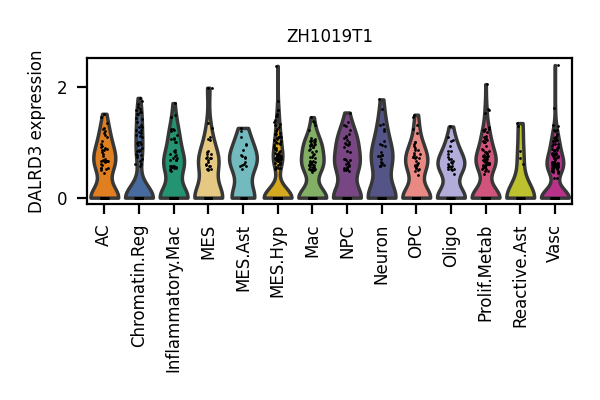 ZH1019T1
DALRD3 expression
2
0
AC
Chromatin.Reg
Inflammatory.Mac
MES
MES.Ast
MES.Hyp
Mac
NPC
Neuron
OPC
Oligo
Prolif.Metab
Reactive.Ast
Vasc